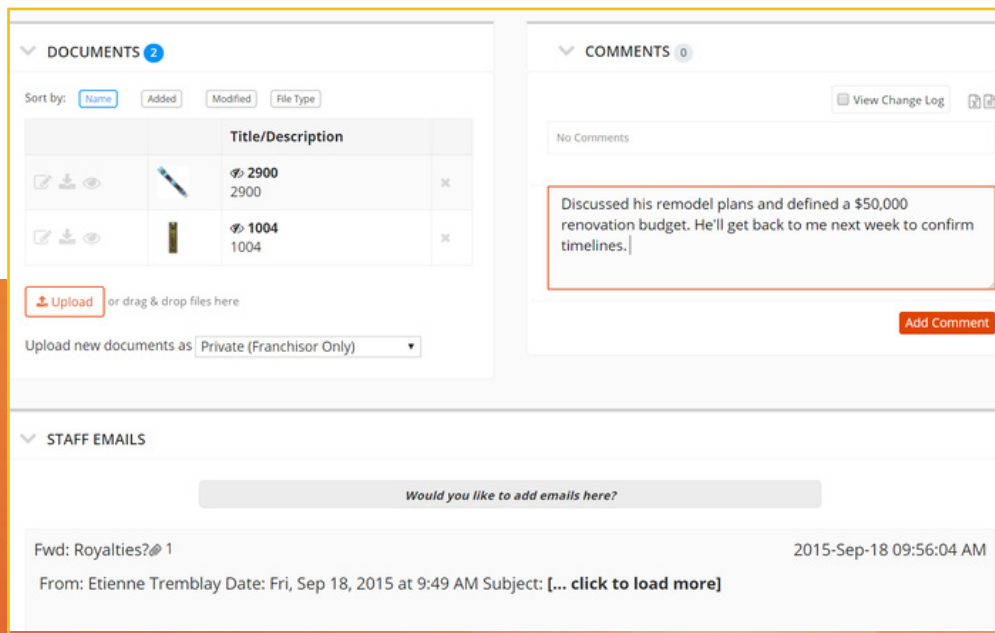 DOCUMENTS 2
Sort by: Name Added Modified File Type
Title/Description
2900
2900
1004
1004
Upload or drag & drop files here
Upload new documents as Private (Franchisor Only)
COMMENTS 0
View Change Log
No Comments
Discussed his remodel plans and defined a $50,000
renovation budget. He'll get back to me next week to confirm
timelines.
Add Comment
STAFF EMAILS
Would you like to add emails here?
Fwd: Royalties? 1 2015-Sep-18 09:56:04 AM
From: Etienne Tremblay Date: Fri, Sep 18, 2015 at 9:49 AM Subject: [... click to load more]